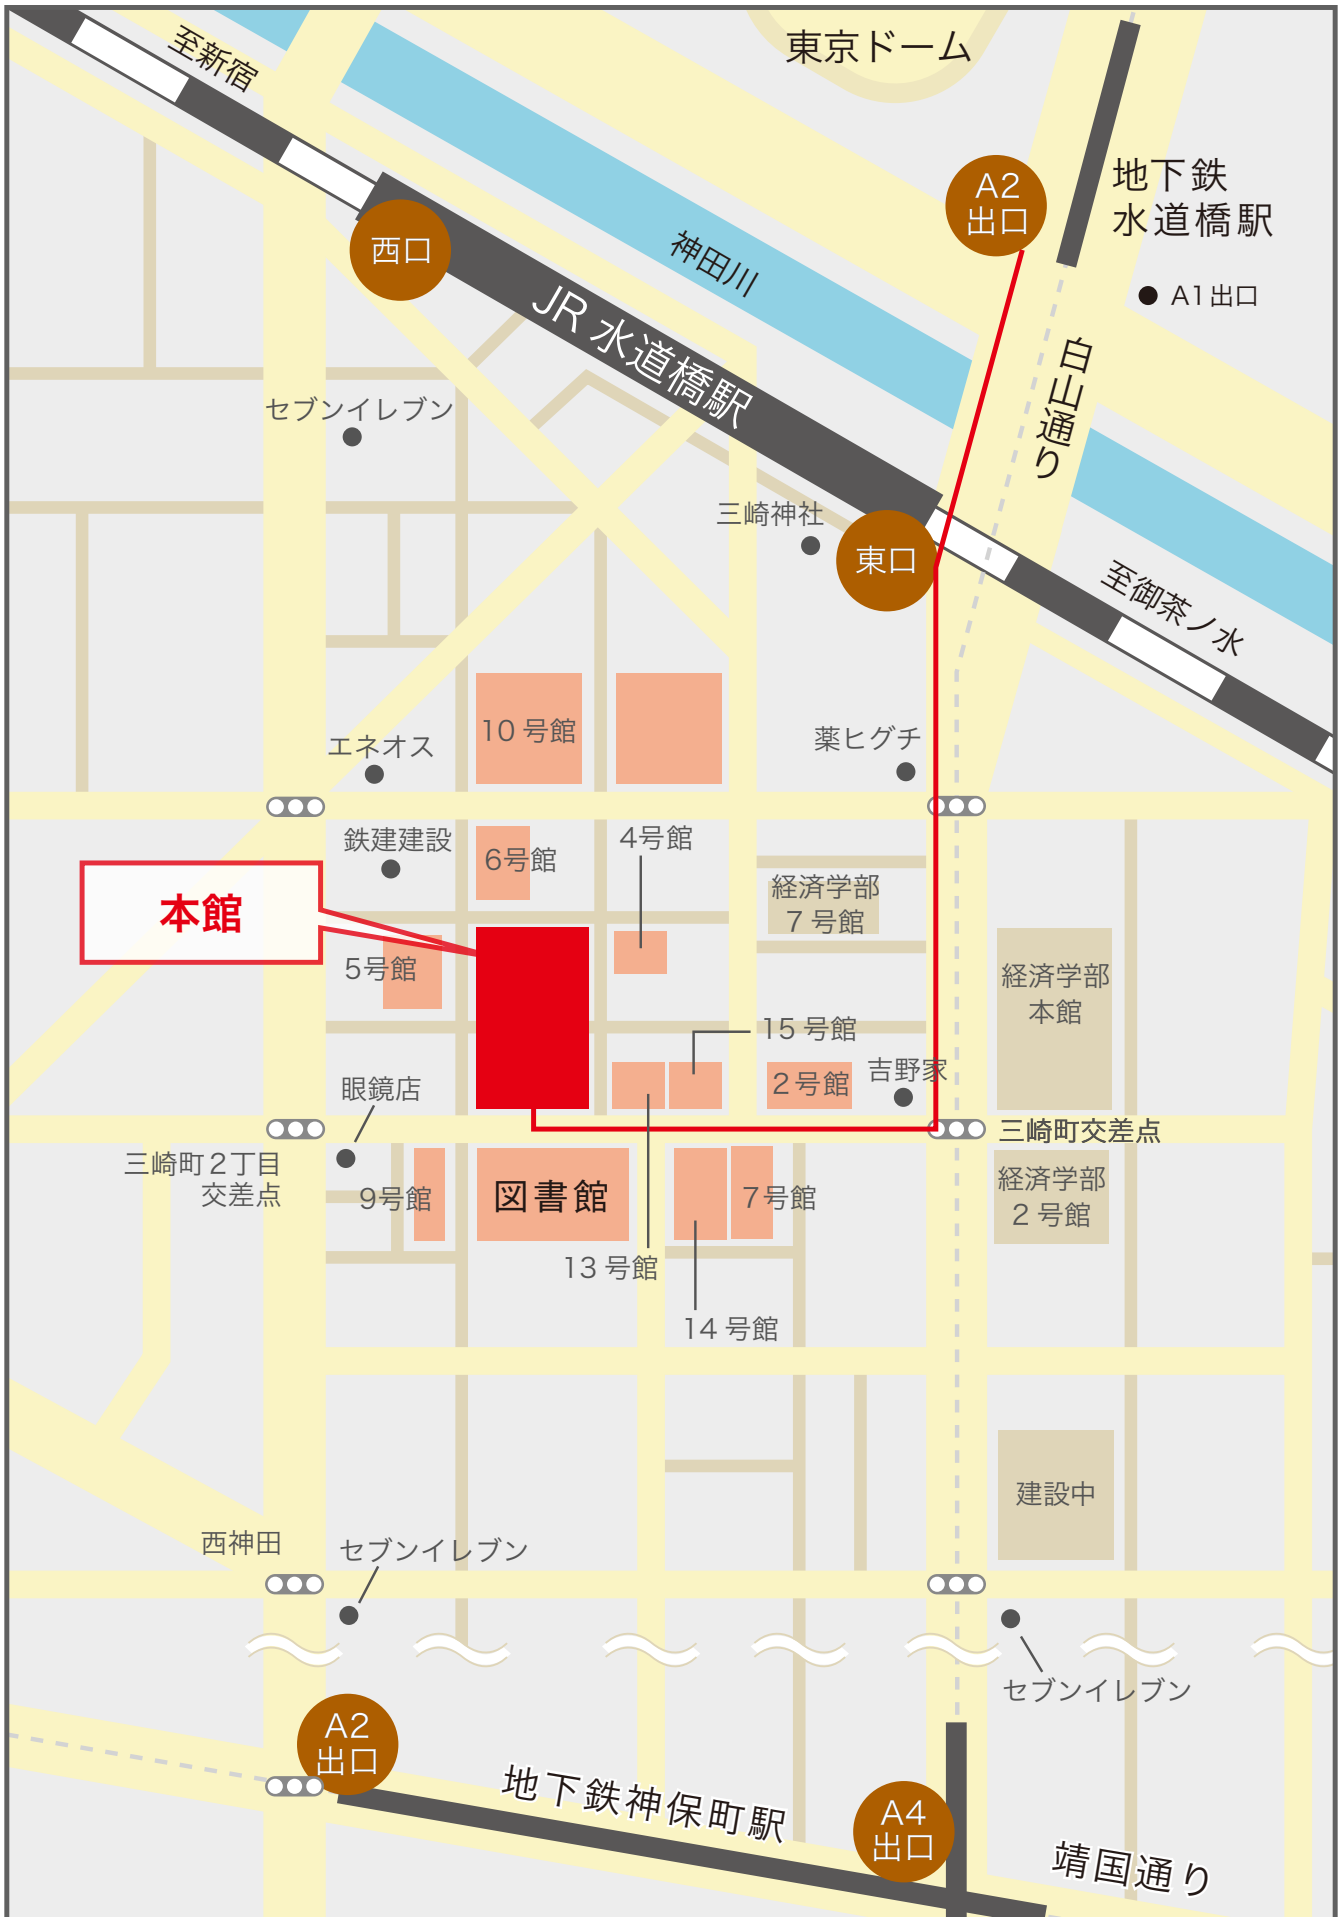 至新宿
東京ドーム
A2
出口
地下鉄
水道橋駅
西口
神田川
A1出口
JR 水道橋駅
白山通り
セブンイレブン
三崎神社
東口
至御茶ノ水
10号館
エネオス
薬ヒグチ
鉄建建設
6号館
4号館
経済学部
7号館
本館
5号館
経済学部
本館
15号館
2号館
吉野家
眼鏡店
三崎町交差点
三崎町2丁目
交差点
9号館
図書館
7号館
経済学部
2号館
13号館
14号館
建設中
西神田
セブンイレブン
セブンイレブン
A2
出口
地下鉄神保町駅
A4
出口
靖国通り